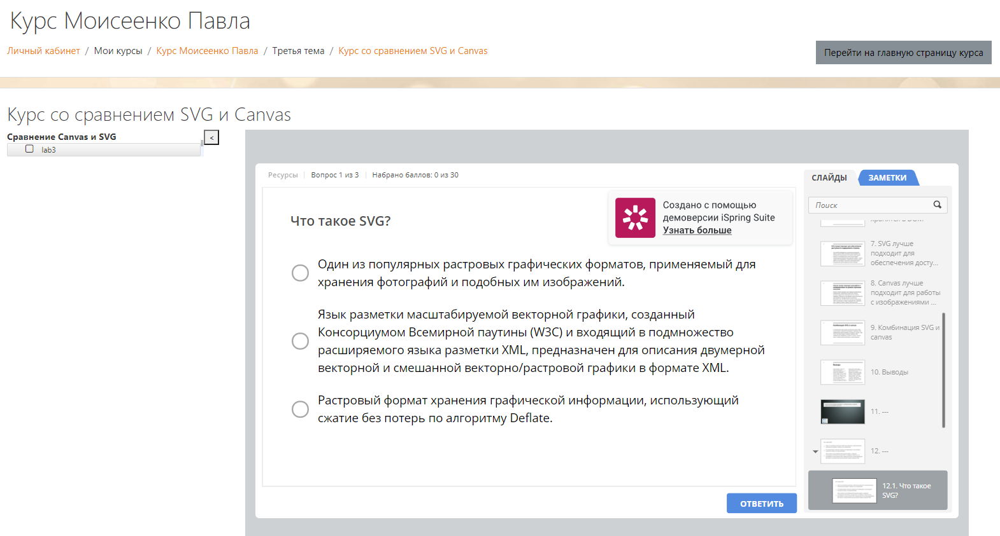 Курс Моисеенко Павла
Личный кабинет / Мои курсы / Курс Моисеенко Павла / Третья тема / Курс со сравнением SVG и Canvas
Перейти на главную страницу курса
Курс со сравнением SVG и Canvas
Сравнение Canvas и SVG
<
lab3
Ресурсы
Вопрос 1 из 3
Набрано баллов: 0 из 30
Что такое SVG?
Создано с помощью
демоверсии iSpring Suite
Узнать больше
Один из популярных растровых графических форматов, применяемый для
хранения фотографий и подобных им изображений.
Язык разметки масштабируемой векторной графики, созданный
Консорциумом Всемирной паутины (W3C) и входящий в подмножество
расширяемого языка разметки XML, предназначен для описания двумерной
векторной и смешанной векторно/растровой графики в формате XML.
Растровый формат хранения графической информации, использующий
сжатие без потерь по алгоритму Deflate.
ОТВЕТИТЬ
СЛАЙДЫ
ЗАМЕТКИ
Поиск
7. SVG лучше
подходит для
обеспечения досту...
8. Canvas лучше
подходит для работы
с изображениями ...
9. Комбинация SVG и
canvas
10. Выводы
11. ---
12. ---
12.1. Что такое
SVG?